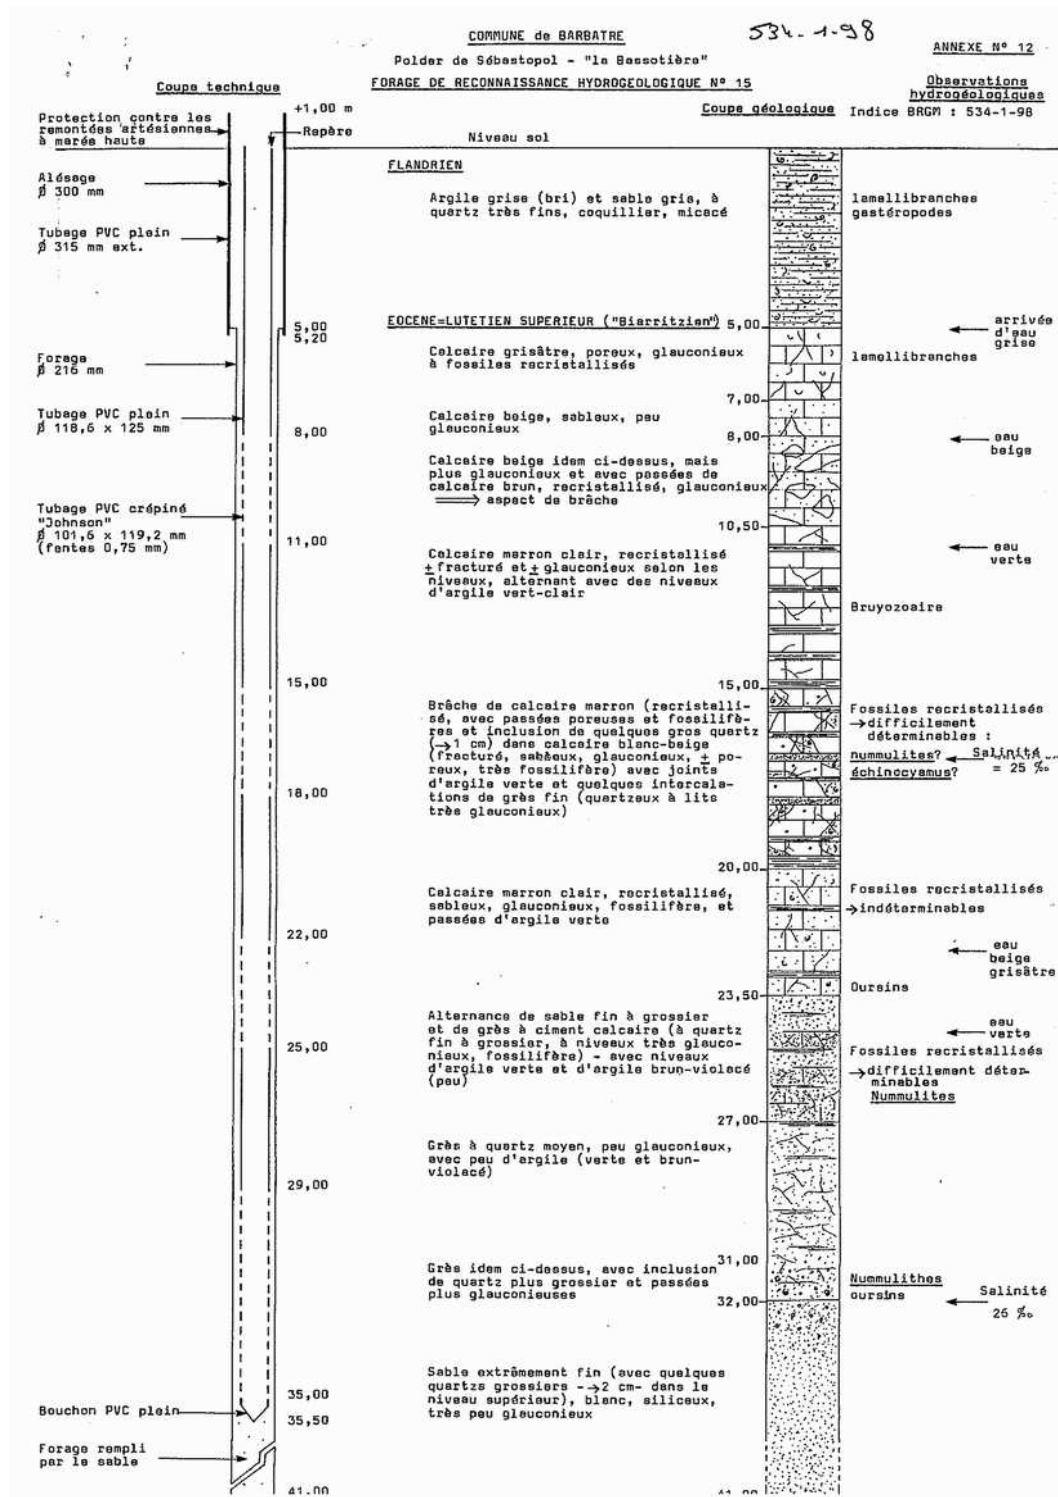 534-1-98
COMMUNE de BARBATRE
ANNEXE N° 12
Polder de Sébastopol - "la Bassotière"
FORAGE DE RECONNAISSANCE HYDROGEOLOGIQUE N° 15
Coupe technique
Observations
hydrogéologiques
+1,00 m
Coupe géologique
Indice BRGM : 534-1-98
Protection contre les
remontées artésiennes
à marée haute
Repère
Niveau sol
FLANDRIEN
Alésage
Ø 300 mm
Argile grise (bri) et sable gris, à
quartz très fins, coquillier, micacé
lamellibranches
gastéropodes
Tubage PVC plein
Ø 315 mm ext.
5,00
5,20
EOCENE=LUTETIEN SUPERIEUR ("Biarritzien") 5,00
arrivée
d'eau
grise
Forage
Ø 216 mm
Calcaire grisâtre, poreux, glauconieux
à fossiles recristallisés
lamellibranches
7,00
Tubage PVC plein
Ø 118,6 x 125 mm
8,00
Calcaire beige, sableux, peu
glauconieux
8,00
eau
beige
Calcaire beige idem ci-dessus, mais
plus glauconieux et avec passées de
calcaire brun, recristallisé, glauconieux
⟹ aspect de brêche
Tubage PVC crépiné
"Johnson"
Ø 101,6 x 119,2 mm
(fentes 0,75 mm)
10,50
11,00
eau
verte
Calcaire marron clair, recristallisé
± fracturé et ± glauconieux selon les
niveaux, alternant avec des niveaux
d'argile vert-clair
Bruyozoaire
15,00
15,00
Brêche de calcaire marron (recristalli-
sé, avec passées poreuses et fossilifè-
res et inclusion de quelques gros quartz
(→1 cm) dans calcaire blanc-beige
(fracturé, sableux, glauconieux, ± po-
reux, très fossilifère) avec joints
d'argile verte et quelques intercala-
tions de grès fin (quartzeux à lits
très glauconieux)
Fossiles recristallisés
→difficilement
déterminables :
nummulites?
échinocyamus?
Salinité
= 25 ‰
18,00
20,00
Calcaire marron clair, recristallisé,
sableux, glauconieux, fossilifère, et
passées d'argile verte
Fossiles recristallisés
→indéterminables
22,00
eau
beige
grisâtre
23,50
Oursins
Alternance de sable fin à grossier
et de grès à ciment calcaire (à quartz
fin à grossier, à niveaux très glauco-
nieux, fossilifère) - avec niveaux
d'argile verte et d'argile brun-violacé
(peu)
eau
verte
25,00
Fossiles recristallisés
→difficilement déter-
minables
Nummulites
27,00
Grès à quartz moyen, peu glauconieux,
avec peu d'argile (verte et brun-
violacé)
29,00
31,00
Grès idem ci-dessus, avec inclusion
de quartz plus grossier et passées
plus glauconieuses
32,00
Nummulithes
oursins
Salinité
26 ‰
Sable extrêmement fin (avec quelques
quartzs grossiers -→2 cm- dans le
niveau supérieur), blanc, siliceux,
très peu glauconieux
35,00
Bouchon PVC plein
35,50
Forage rempli
par le sable
41,00
41,00